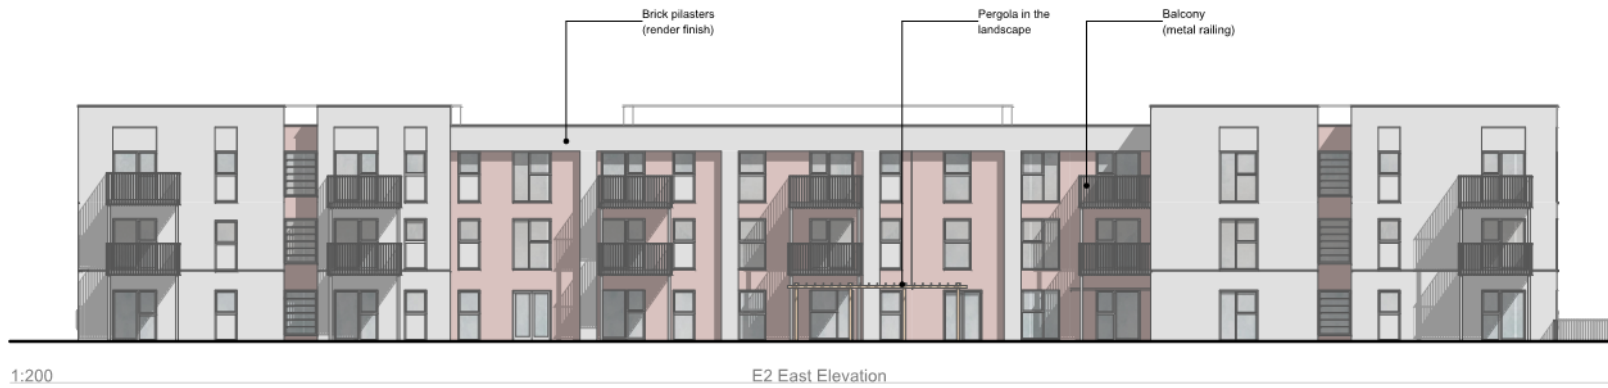 Brick pilasters
(render finish)
Pergola in the
landscape
Balcony
(metal railing)
1:200
E2 East Elevation